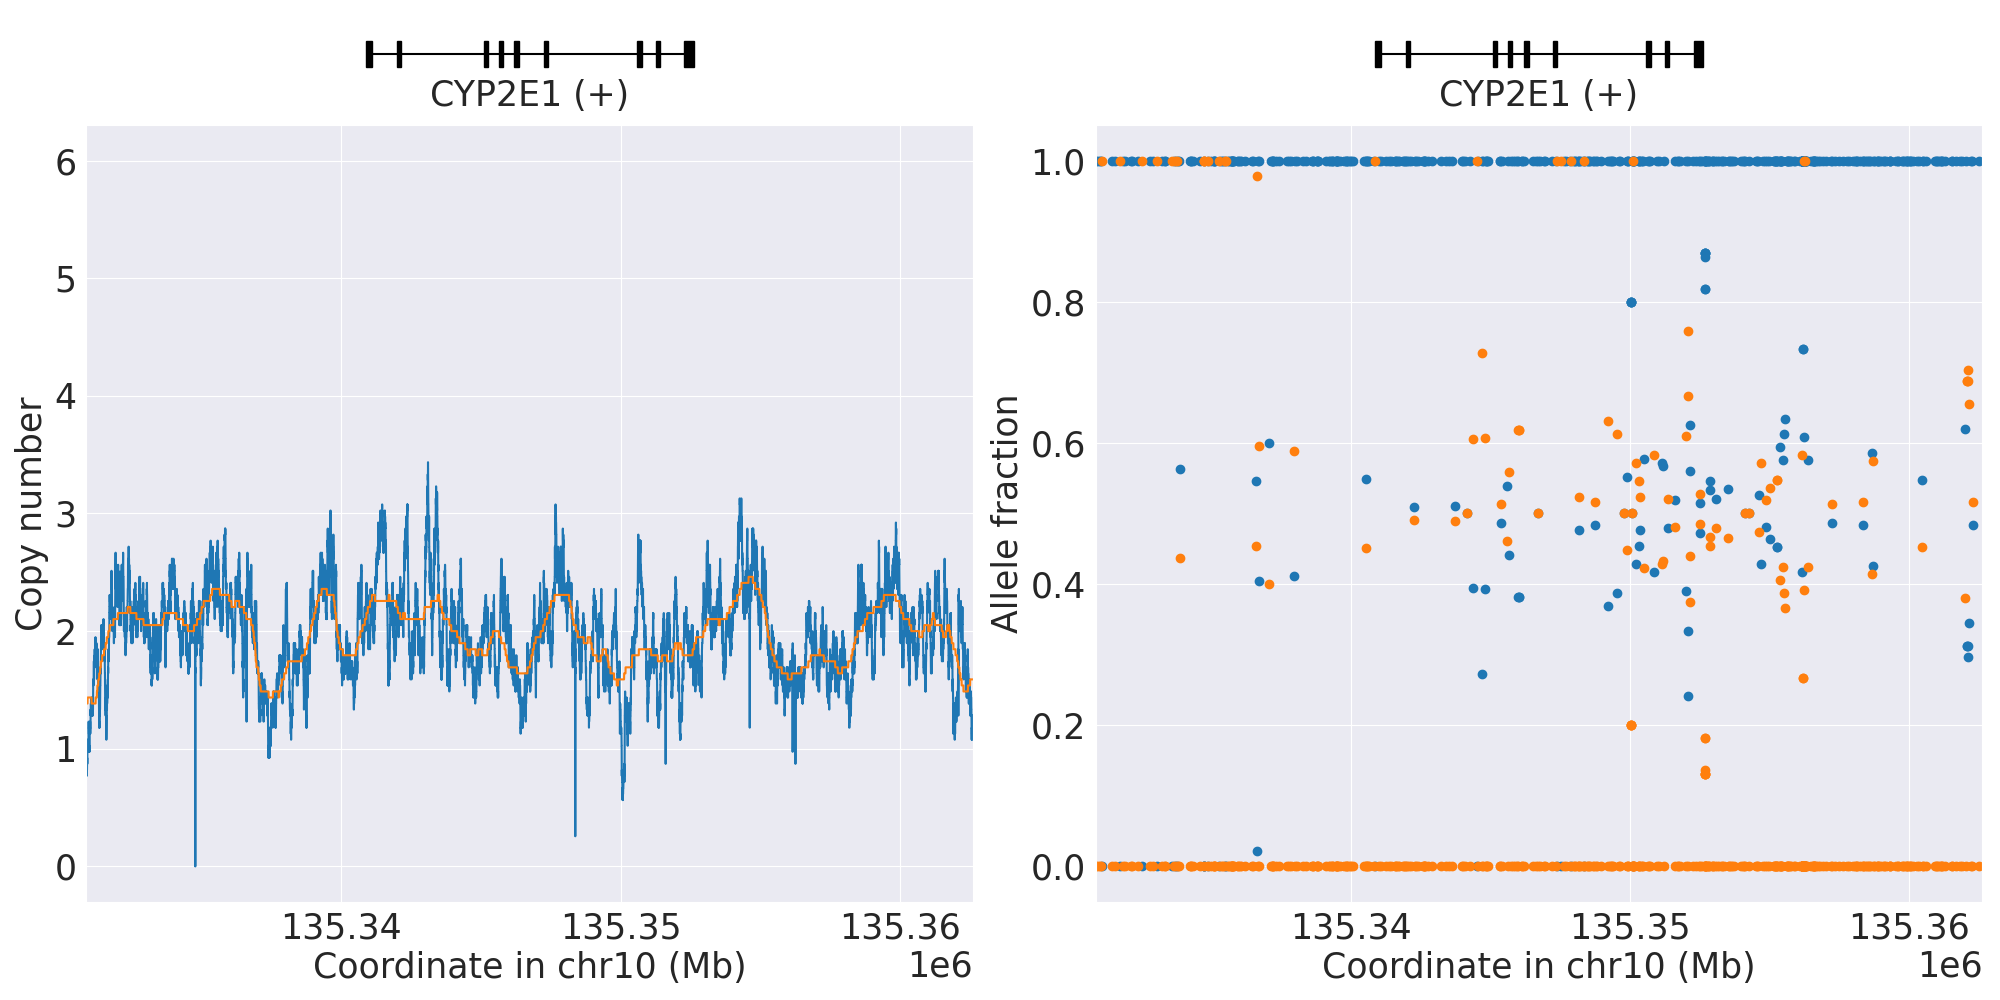 CYP2E1 (+)
CYP2E1 (+)
Copy number
6
5
4
3
2
1
0
135.34
135.35
135.36
Coordinate in chr10 (Mb)
1e6
Allele fraction
1.0
0.8
0.6
0.4
0.2
0.0
135.34
135.35
135.36
Coordinate in chr10 (Mb)
1e6